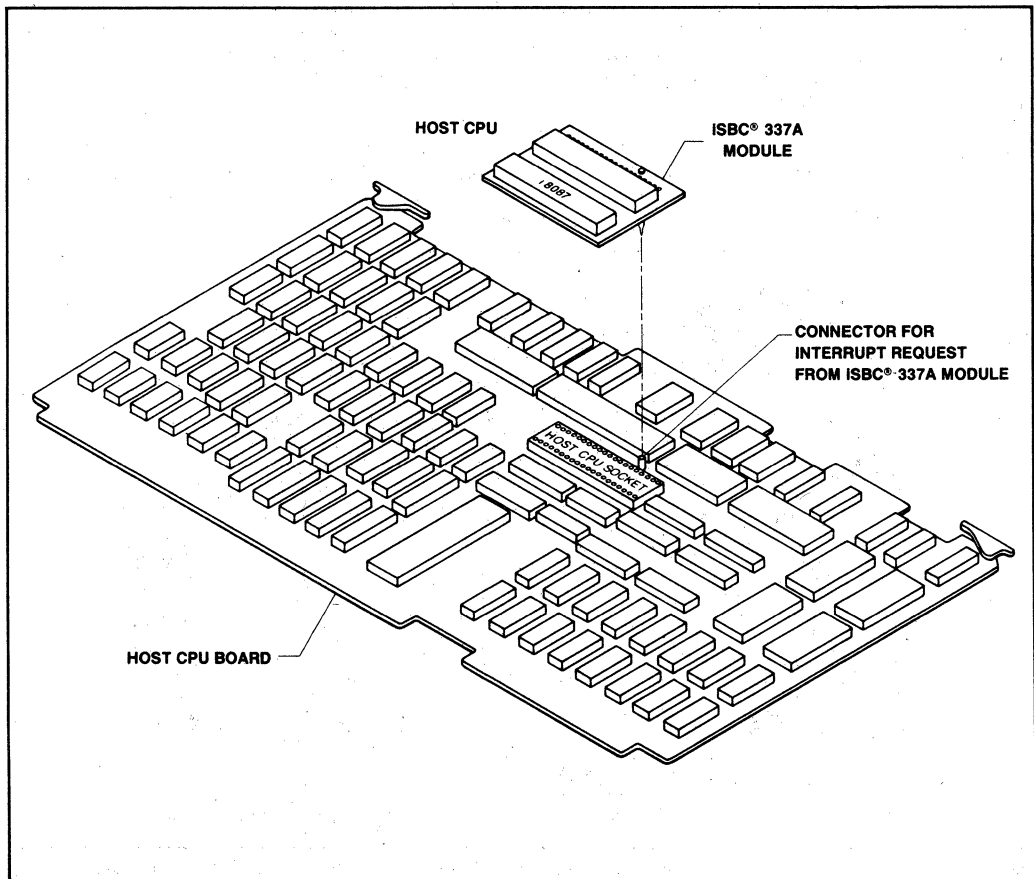 HOST CPU
iSBC® 337A
MODULE
i 8087
CONNECTOR FOR
INTERRUPT REQUEST
FROM iSBC® 337A MODULE
HOST CPU SOCKET
HOST CPU BOARD